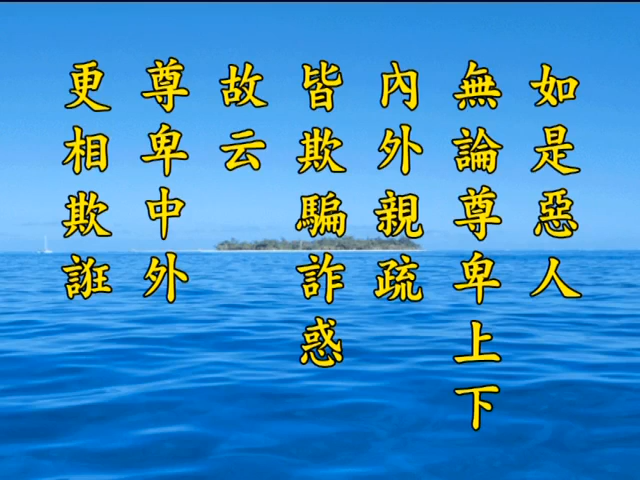 如是惡人
無論尊卑上下
內外親疏
皆欺騙詐惑
故云
尊卑中外
更相欺誑